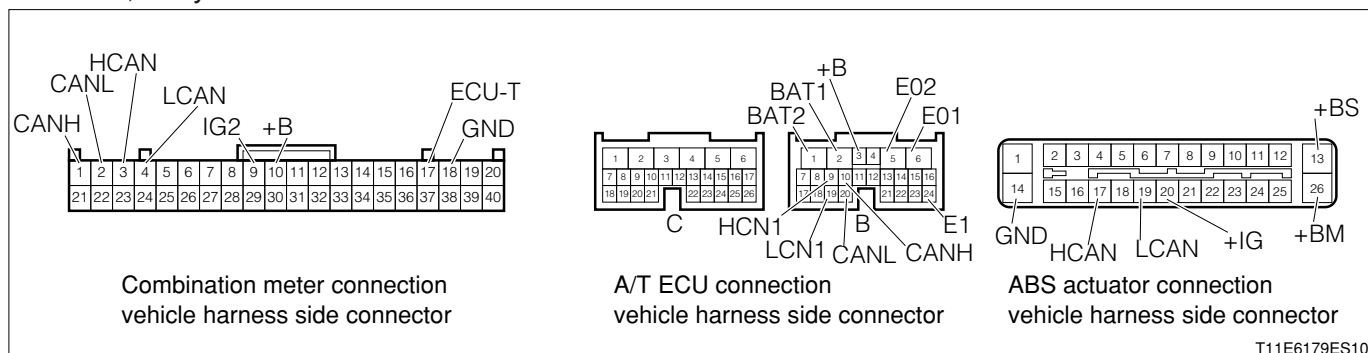 HCAN
CANL
LCAN
CANH
IG2
+B
ECU-T
GND
1 2 3 4 5 6 7 8 9 10 11 12 13 14 15 16 17 18 19 20
21 22 23 24 25 26 27 28 29 30 31 32 33 34 35 36 37 38 39 40
Combination meter connection
vehicle harness side connector
+B
BAT1
E02
BAT2
E01
1 2 3 4 5 6
7 8 9 10 11 12 13 14 15 16
17
18 19 20 21 22 23 24 25 26
C
1 2 3 4 5 6
7 8 9 10 11 12 13 14 15 16
17 18 19 20 21 22 23 24
HCN1
B
E1
LCN1
CANL
CANH
A/T ECU connection
vehicle harness side connector
+BS
1 2 3 4 5 6 7 8 9 10 11 12 13
14 15 16 17 18 19 20 21 22 23 24 25 26
GND
HCAN
LCAN
+IG
+BM
ABS actuator connection
vehicle harness side connector
T11E6179ES10